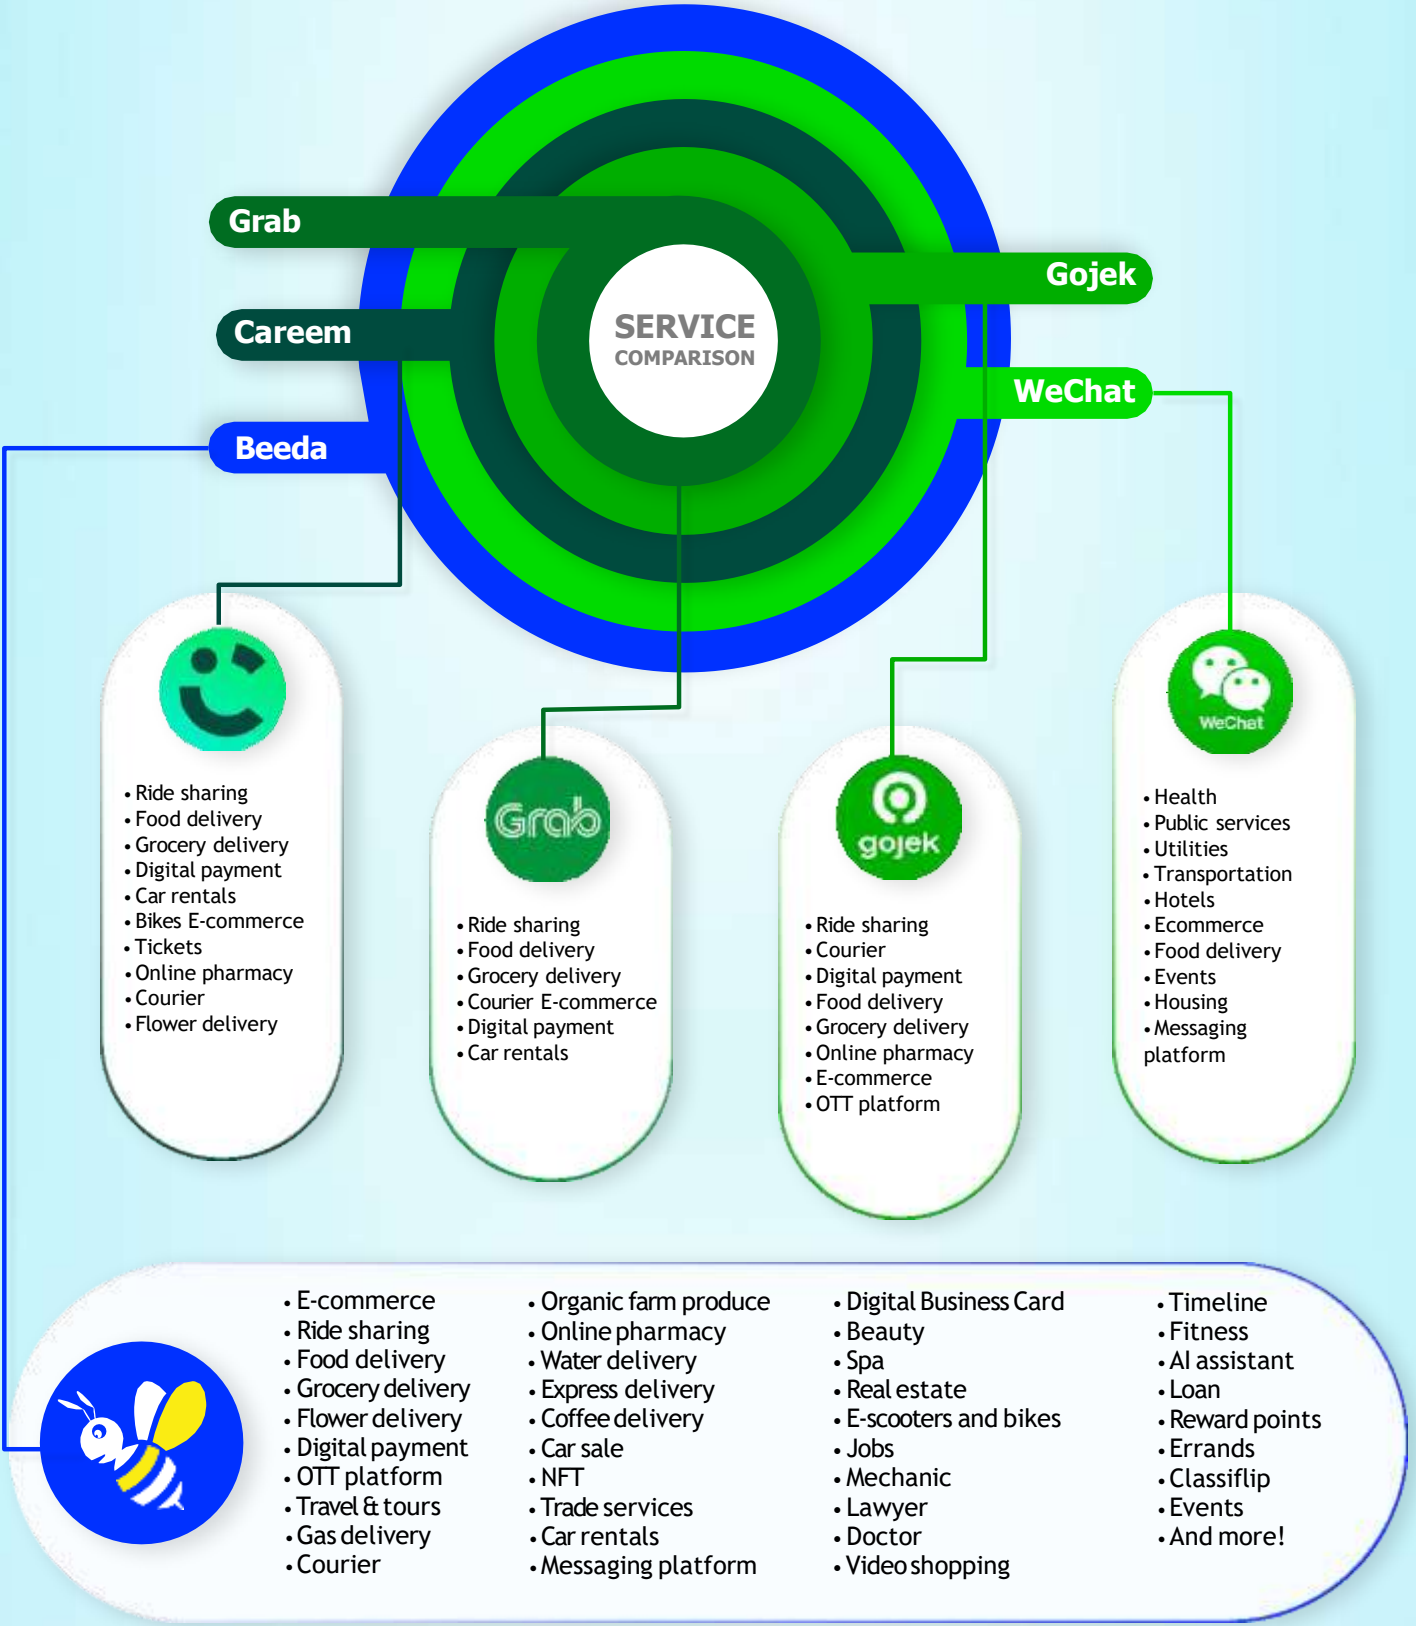 Grab
Gojek
SERVICE
COMPARISON
Careem
WeChat
Beeda
• Ride sharing
• Food delivery
• Grocery delivery
• Digital payment
• Car rentals
• Bikes E-commerce
• Tickets
• Online pharmacy
• Courier
• Flower delivery
Grab
• Ride sharing
• Food delivery
• Grocery delivery
• Courier E-commerce
• Digital payment
• Car rentals
gojek
• Ride sharing
• Courier
• Digital payment
• Food delivery
• Grocery delivery
• Online pharmacy
• E-commerce
• OTT platform
WeChat
• Health
• Public services
• Utilities
• Transportation
• Hotels
• Ecommerce
• Food delivery
• Events
• Housing
• Messaging
platform
• E-commerce
• Ride sharing
• Food delivery
• Grocery delivery
• Flower delivery
• Digital payment
• OTT platform
• Travel & tours
• Gas delivery
• Courier
• Organic farm produce
• Online pharmacy
• Water delivery
• Express delivery
• Coffee delivery
• Car sale
• NFT
• Trade services
• Car rentals
• Messaging platform
• Digital Business Card
• Beauty
• Spa
• Real estate
• E-scooters and bikes
• Jobs
• Mechanic
• Lawyer
• Doctor
• Video shopping
• Timeline
• Fitness
• AI assistant
• Loan
• Reward points
• Errands
• Classiflip
• Events
• And more!